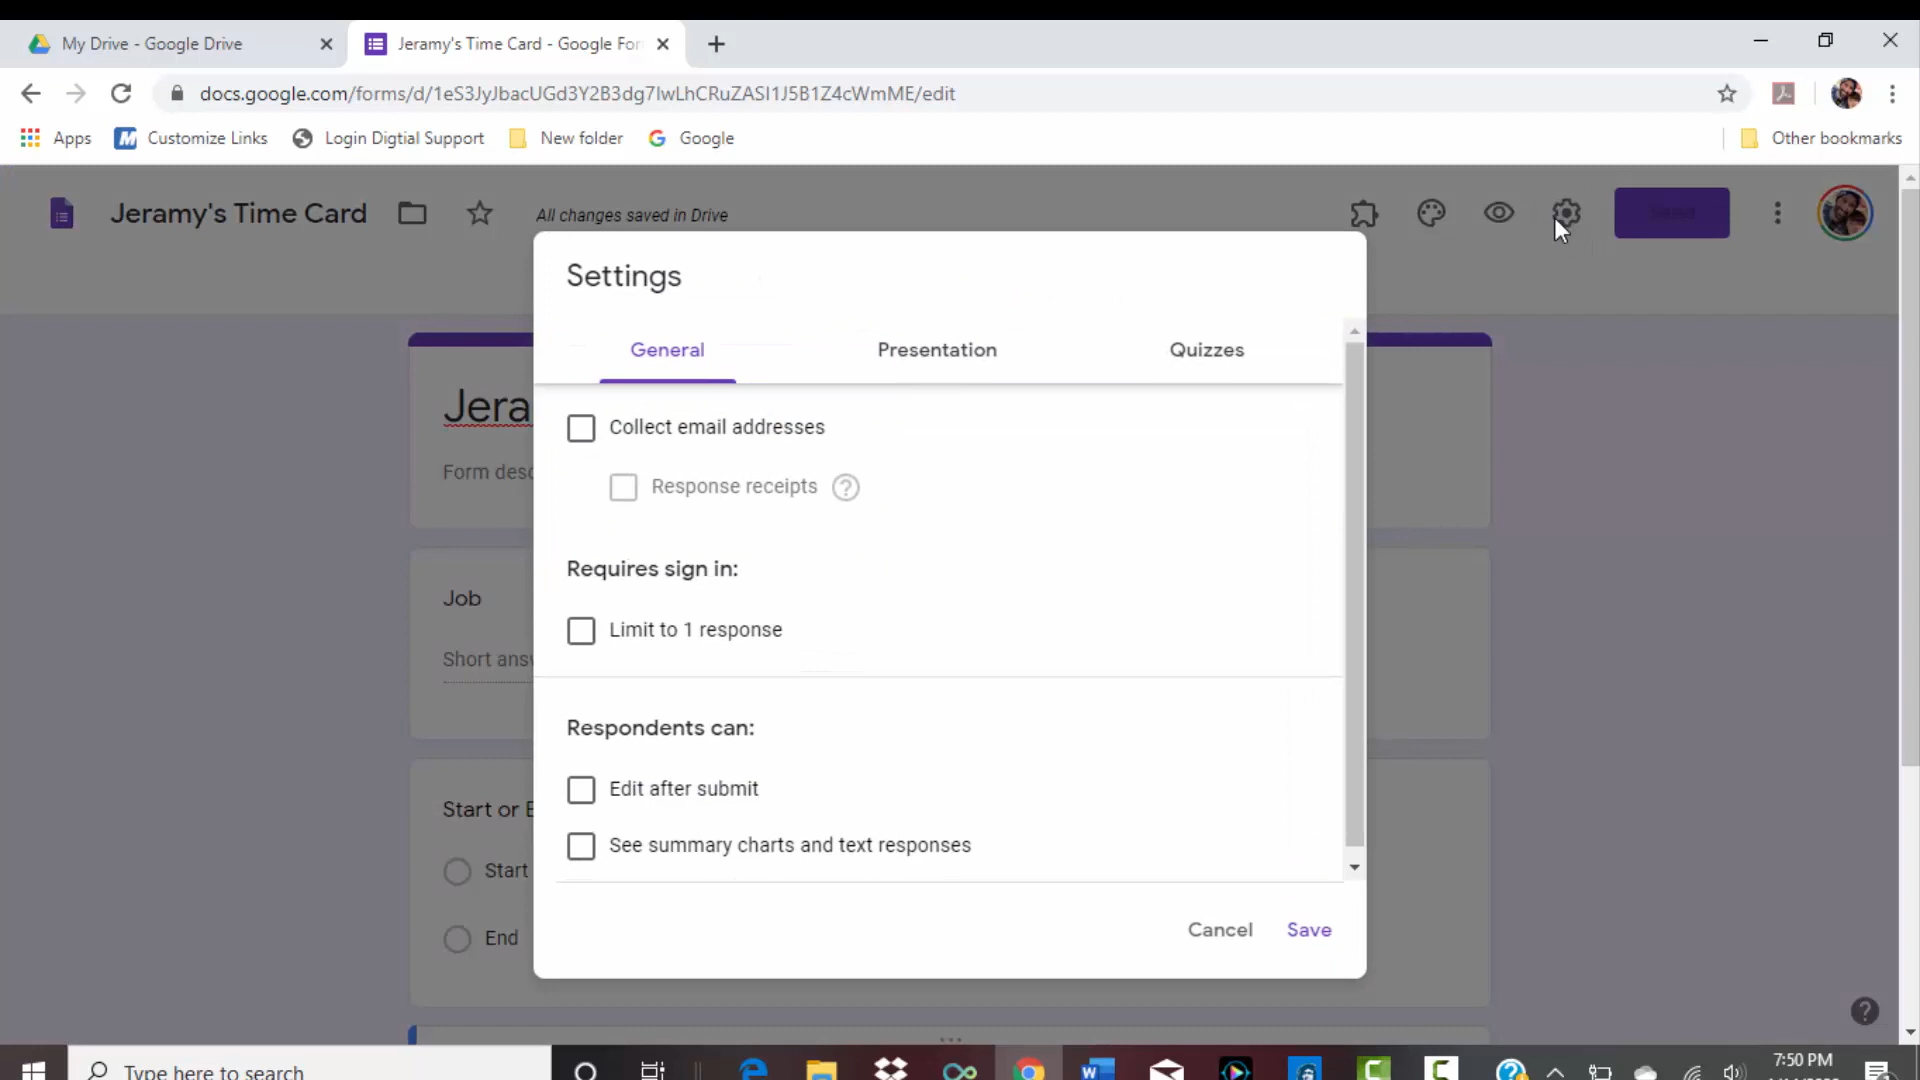 My Drive - Google Drive
Jeramy's Time Card - Google For
docs.google.com/forms/d/1eS3JyJbacUGd3Y2B3dg7IwLhCRuZASI1J5B1Z4cWmME/edit
Apps
Customize Links
Login Digtial Support
New folder
Google
Other bookmarks
Jeramy's Time Card
All changes saved in Drive
Settings
General
Presentation
Quizzes
Jera
Form desc
Collect email addresses
Response receipts
Requires sign in:
Job
Limit to 1 response
Short ansv
Respondents can:
Edit after submit
Start or E
See summary charts and text responses
Start
End
Cancel
Save
Type here to search
7:50 PM